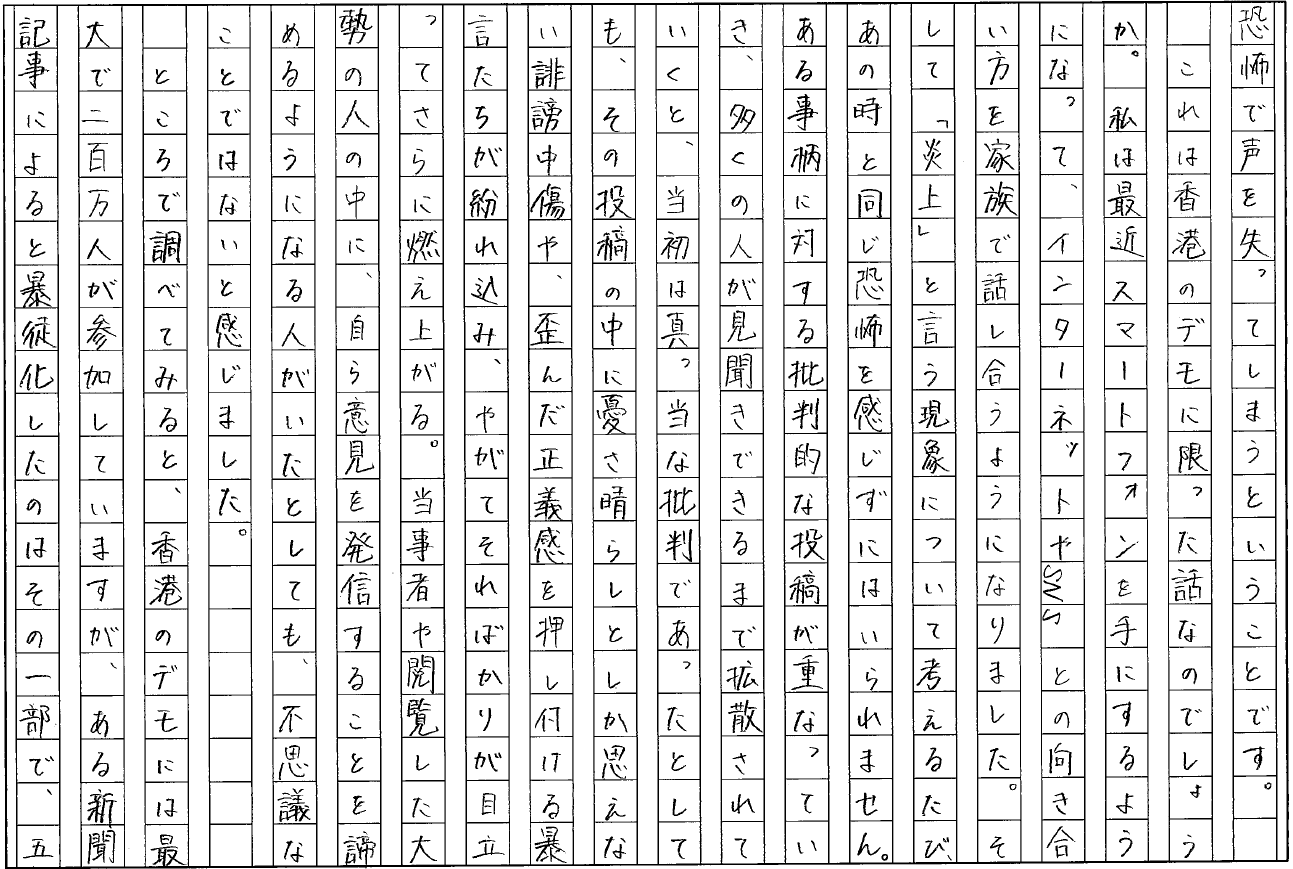 恐怖で声を失ってしまうということです。
これは香港のデモに限った話なのでしょう
か。私は最近スマートフォンを手にするよう
になって、インターネットやSNSとの向き合
い方を家族で話し合うようになりました。そ
して「炎上」と言う現象について考えるたび、
あの時と同じ恐怖を感じずにはいられません。
ある事柄に対する批判的な投稿が重なってい
き、多くの人が見聞きできるまで拡散されて
いくと、当初は真っ当な批判であったとして
も、その投稿の中に憂さ晴らしとしか思えな
い誹謗中傷や、歪んだ正義感を押し付ける暴
言たちが紛れ込み、やがてそればかりが目立
ってさらに燃え上がる。当事者や閲覧した大
勢の人の中に、自ら意見を発信することを諦
めるようになる人がいたとしても、不思議な
ことではないと感じました。
ところで調べてみると、香港のデモには最
大で二百万人が参加していますが、ある新聞
記事によると暴徒化したのはその一部で、五